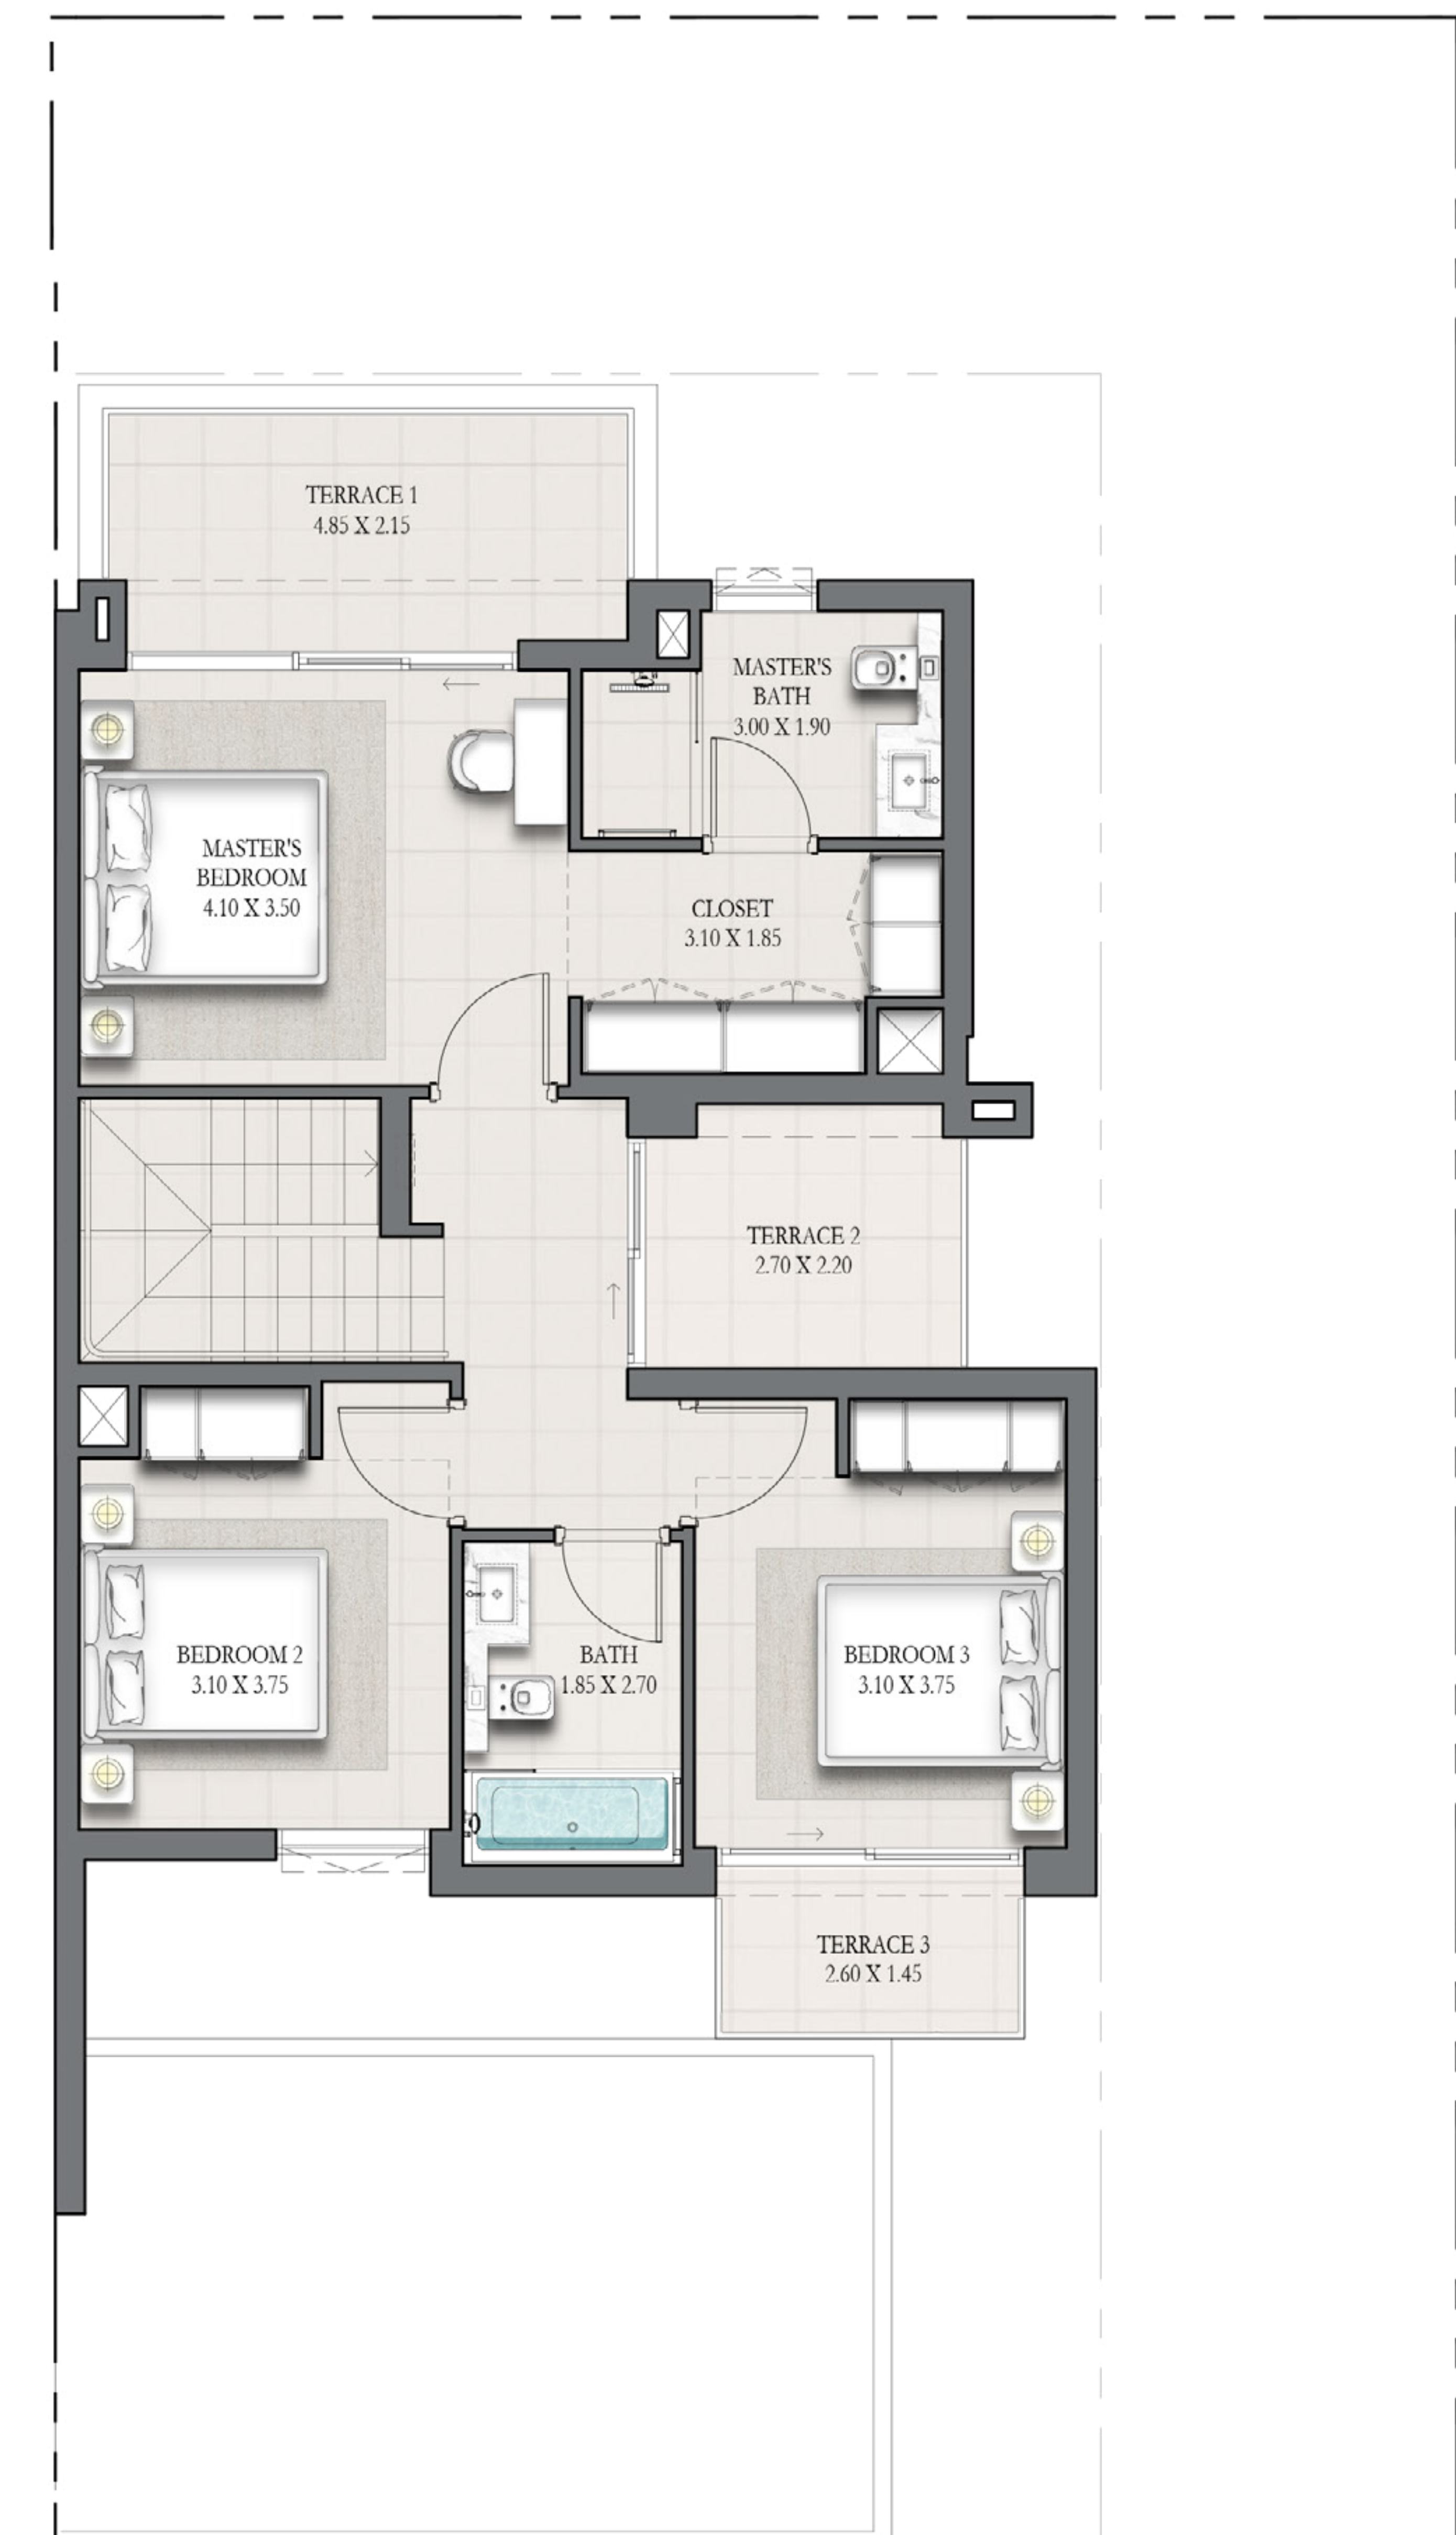 TERRACE 1
4.85 X 2.15
MASTER'S
BATH
3.00 X 1.90
MASTER'S
BEDROOM
4.10 X 3.50
CLOSET
3.10 X 1.85
TERRACE 2
2.70 X 2.20
BEDROOM 2
3.10 X 3.75
BATH
1.85 X 2.70
BEDROOM 3
3.10 X 3.75
TERRACE 3
2.60 X 1.45